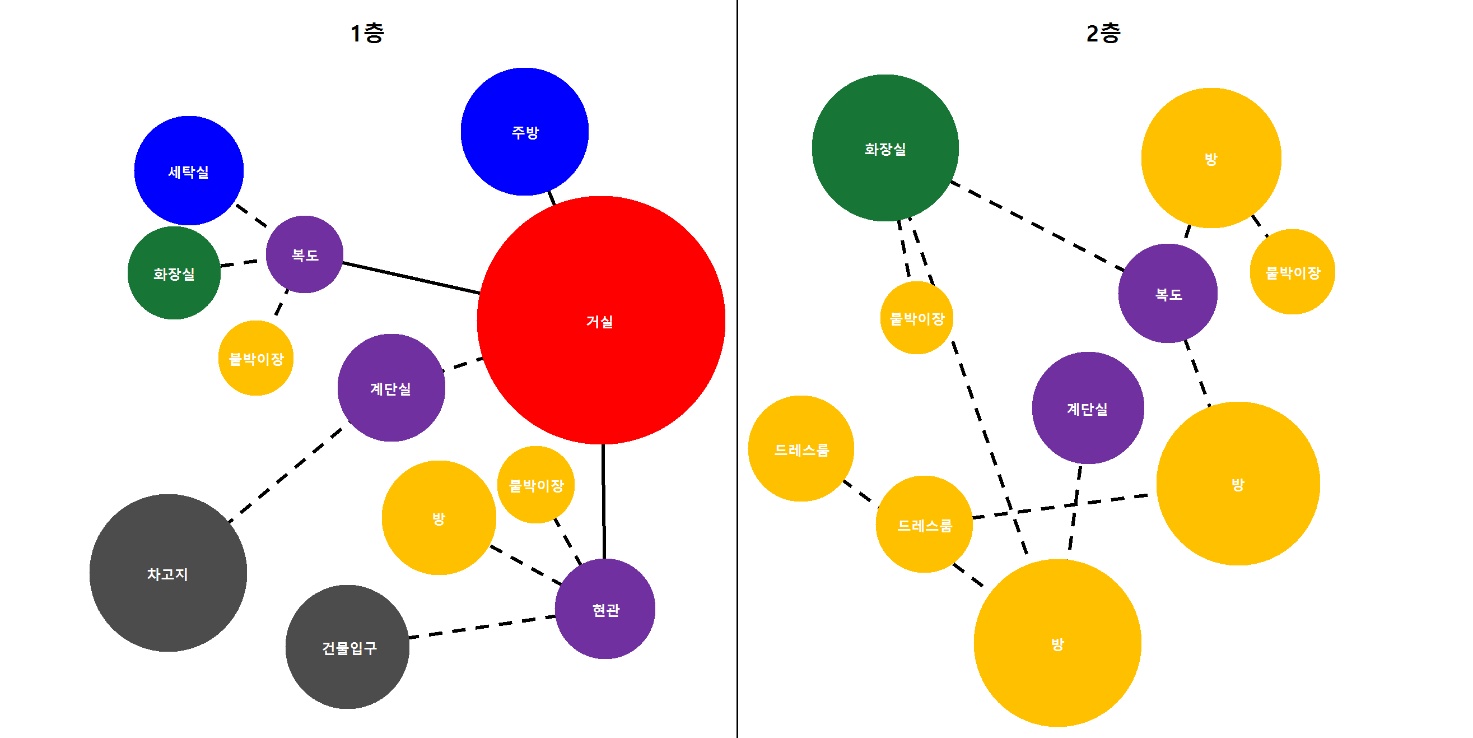 1층
주방
세탁실
복도
화장실
거실
붙박이장
계단실
붙박이장
방
차고지
현관
건물입구
2층
화장실
방
붙박이장
복도
붙박이장
계단실
드레스룸
방
드레스룸
방